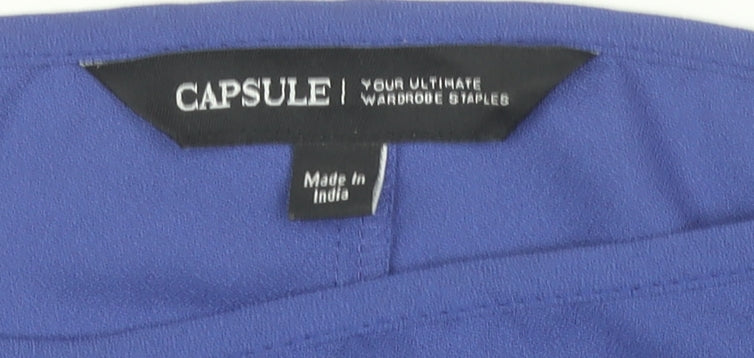 CAPSULE | YOUR ULTIMATE
WARDROBE STAPLES
Made In
India